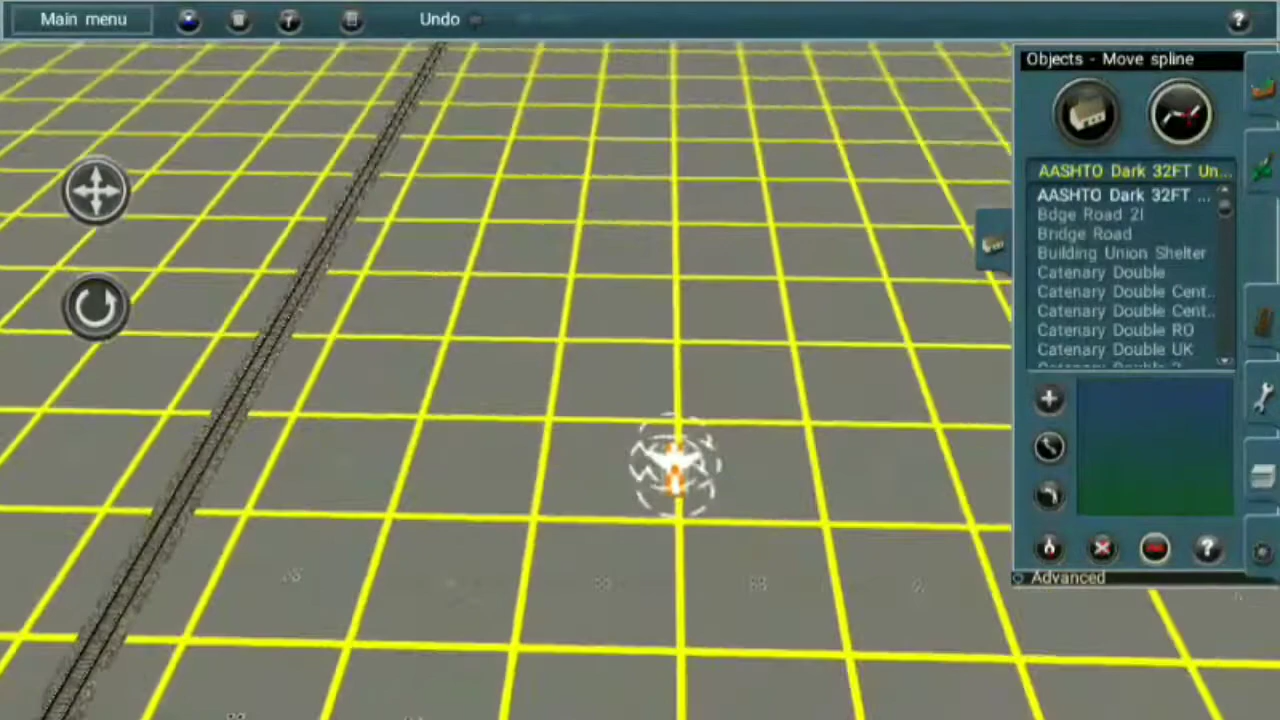 Main menu
Undo
?
Objects - Move spline
AASHTO Dark 32FT Un...
AASHTO Dark 32FT ...
Bdge Road 2l
Bridge Road
Building Union Shelter
Catenary Double
Catenary Double Cent..
Catenary Double Cent..
Catenary Double RO
Catenary Double UK
?
Advanced